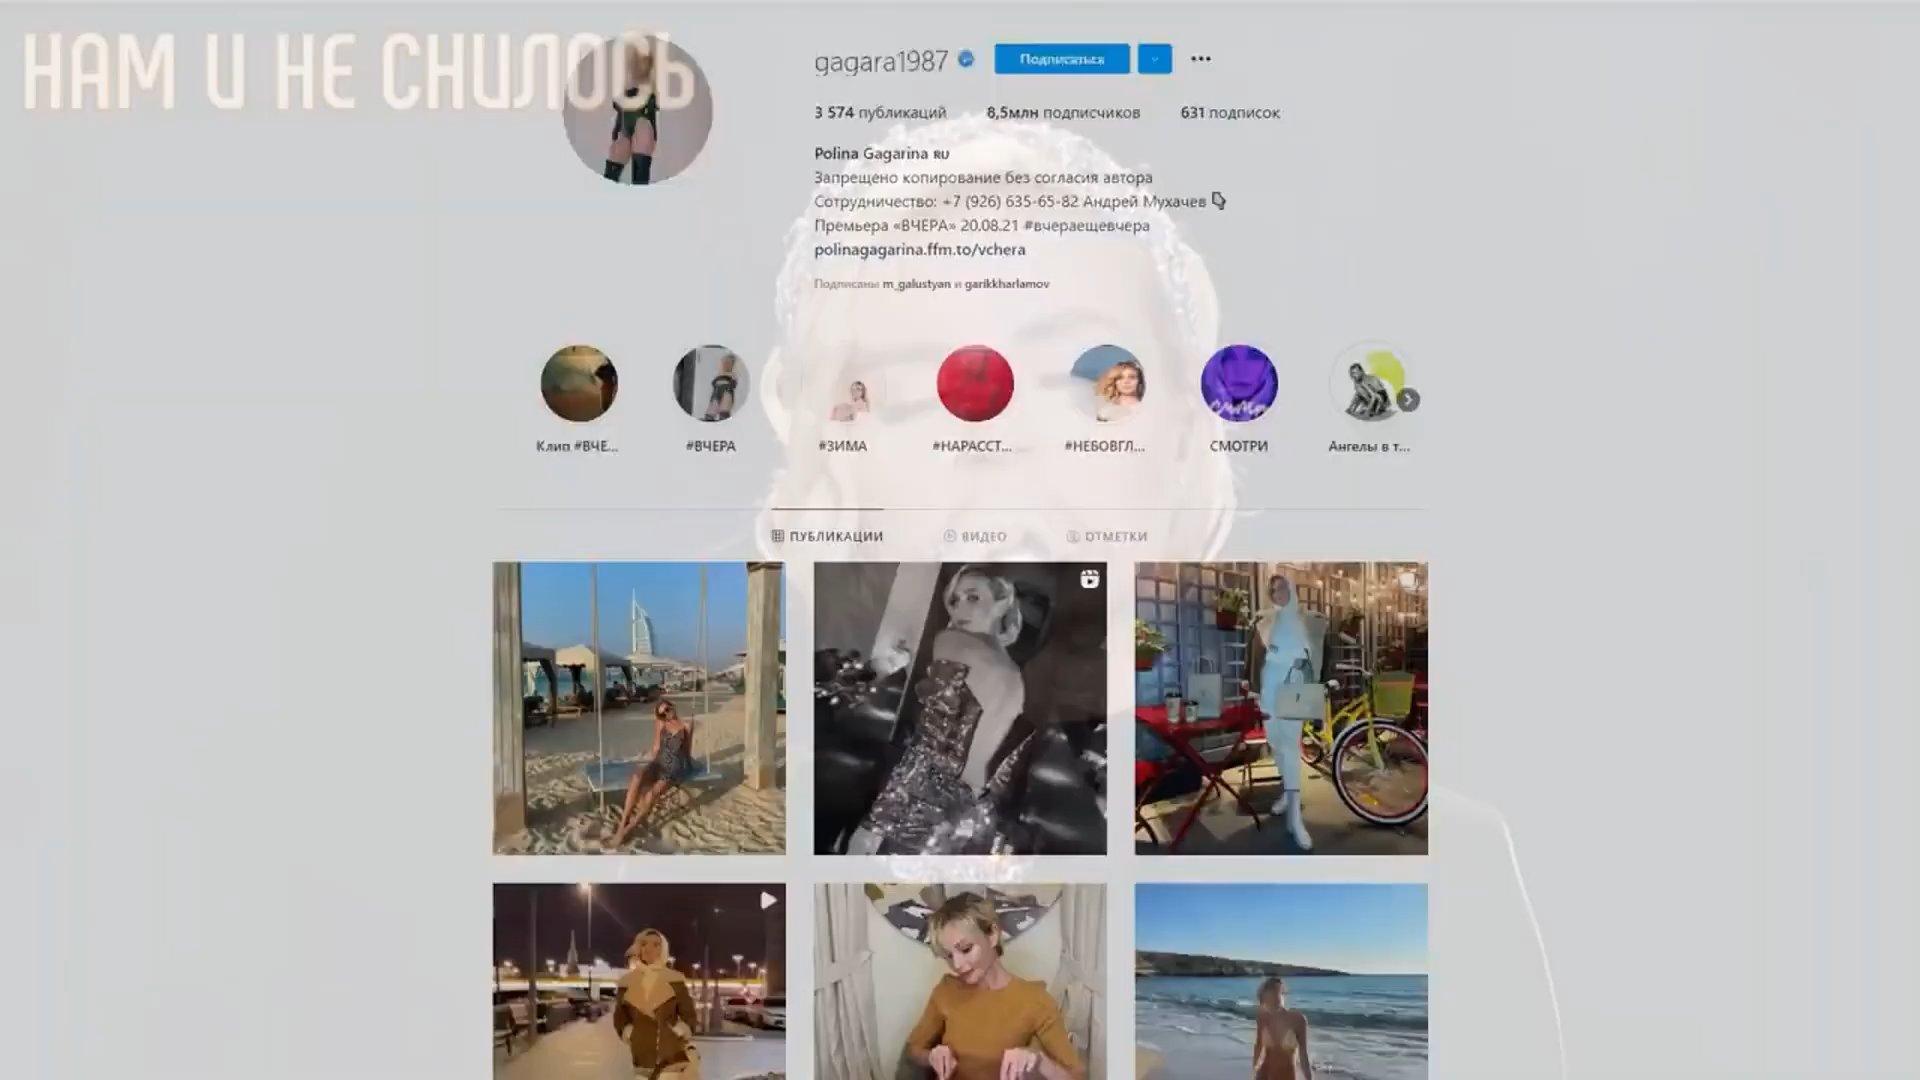 НАМ И НЕ СНИЛОСЬ
gagara1987
Подписаться
3 574 публикаций 8,5млн подписчиков 631 подписок
Polina Gagarina RU
Запрещено копирование без согласия автора
Сотрудничество: +7 (926) 635-65-82 Андрей Мухачев
Премьера «ВЧЕРА» 20.08.21 #вчераещевчера
polinagagarina.ffm.to/vchera
Подписаны m_galustyan и garikkharlamov
СМОТРИ
Клип #ВЧЕ... #ВЧЕРА #ЗИМА #НАРАССТ... #НЕБОВГЛ... СМОТРИ Ангелы в т...
ПУБЛИКАЦИИ ВИДЕО ОТМЕТКИ